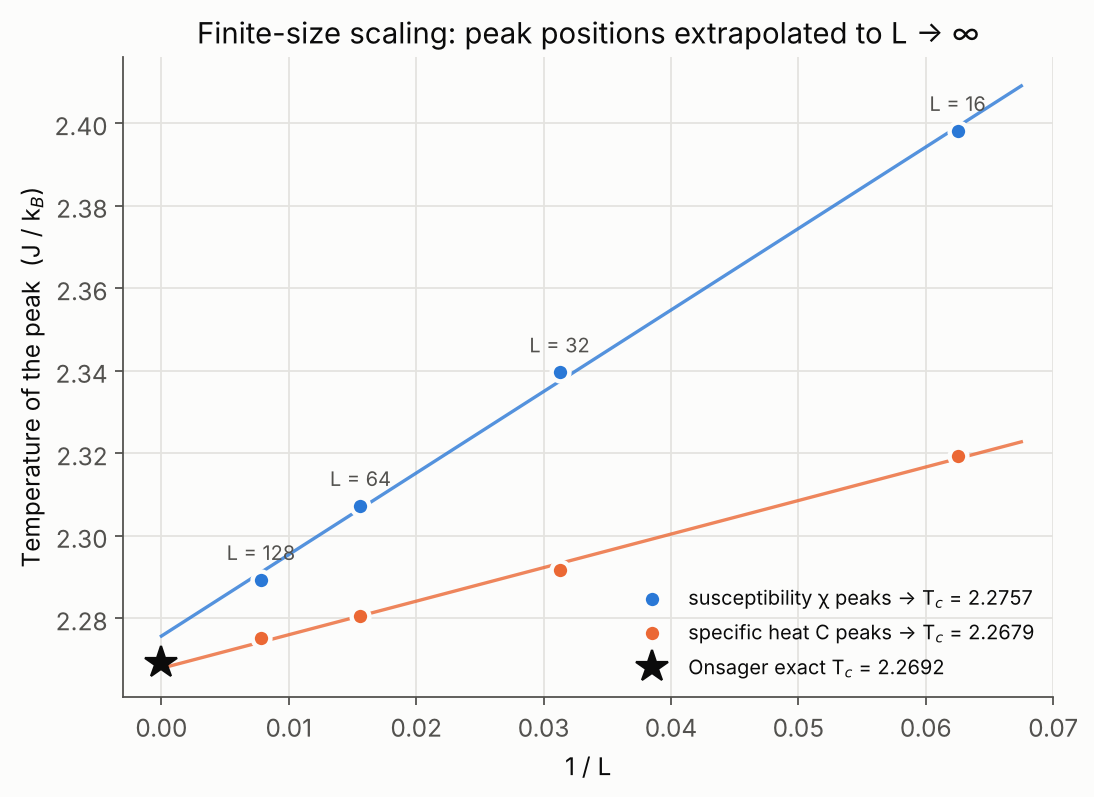 Finite-size scaling: peak positions extrapolated to L → ∞
Temperature of the peak (J / k_B)
2.40
2.38
2.36
2.34
2.32
2.30
2.28
L = 16
L = 32
L = 64
L = 128
susceptibility χ peaks → T_c = 2.2757
specific heat C peaks → T_c = 2.2679
Onsager exact T_c = 2.2692
0.00 0.01 0.02 0.03 0.04 0.05 0.06 0.07
1 / L